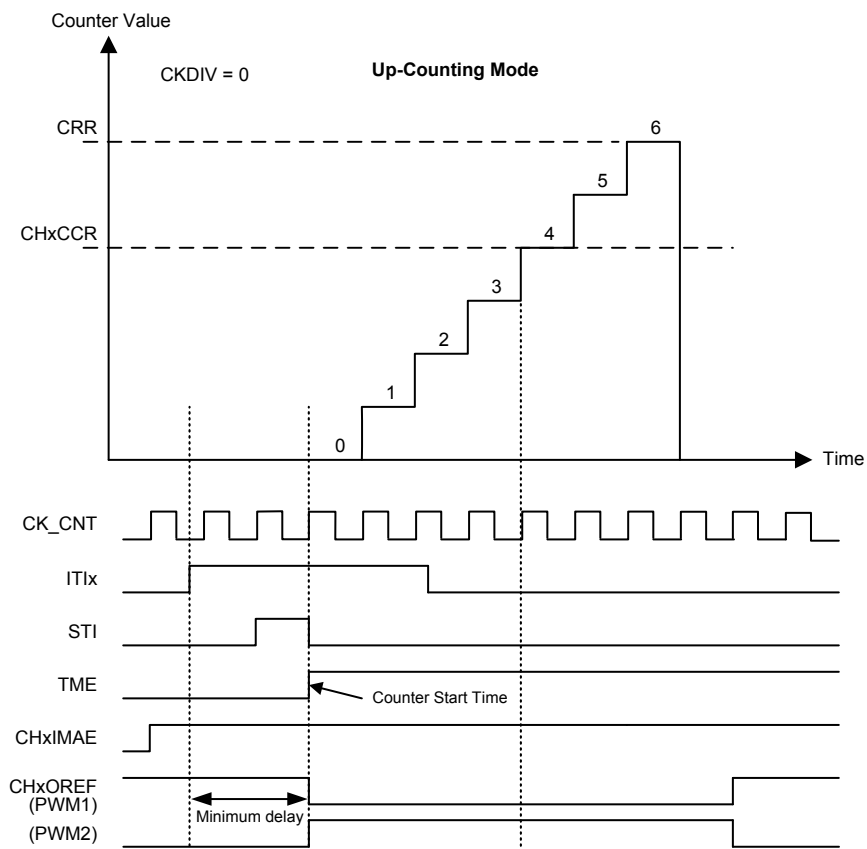 Counter Value
CKDIV = 0
Up-Counting Mode
CRR
6
5
CHxCCR
4
3
2
1
0
Time
CK_CNT
ITIx
STI
TME
Counter Start Time
CHxIMAE
CHxOREF
(PWM1)
Minimum delay
(PWM2)